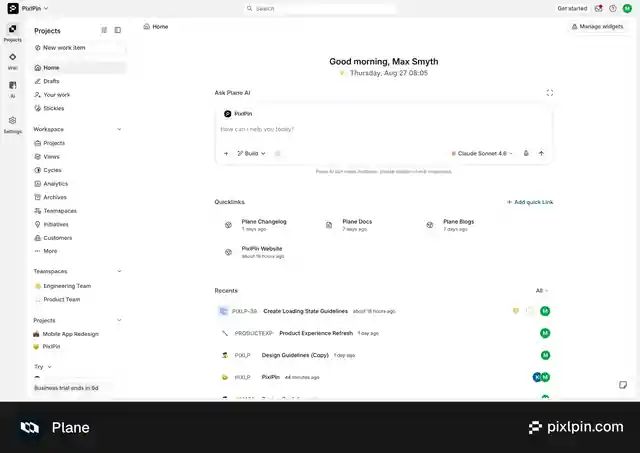 PixlPin
Search
Get started
M
Projects
Wiki
AI
Settings
Projects
New work item
Home
Drafts
Your work
Stickies
Workspace
Projects
Views
Cycles
Analytics
Archives
Teamspaces
Initiatives
Customers
More
Teamspaces
Engineering Team
Product Team
Projects
Mobile App Redesign
PixlPin
Try
Business trial ends in 6d
Home
Manage widgets
Good morning, Max Smyth
Thursday, Aug 27 08:05
Ask Plane AI
PixlPin
How can I help you today?
Build
Claude Sonnet 4.6
Quicklinks
+ Add quick Link
Plane Changelog
7 days ago
Plane Docs
7 days ago
Plane Blogs
7 days ago
PixlPin Website
about 18 hours ago
Recents
All
PIXLP-38 Create Loading State Guidelines about 18 hours ago M
PRODUCTEXP Product Experience Refresh 1 day ago M
PIXLP Design Guidelines (Copy) 1 day ago M
PIXLP PixlPin 44 minutes ago K M
Plane
pixlpin.com